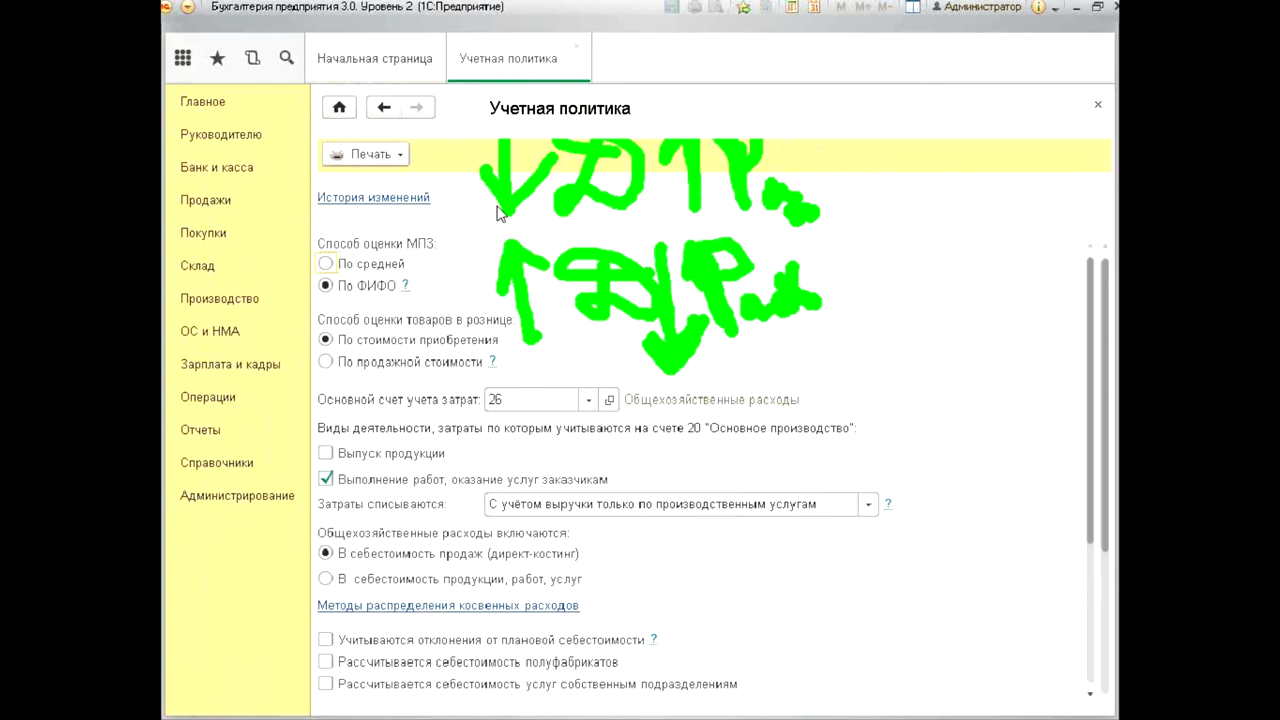 Бухгалтерия предприятия 3.0. Уровень 2 (1С:Предприятие)
M M+ M- Администратор
Начальная страница
Учетная политика
Главное
Руководителю
Банк и касса
Продажи
Покупки
Склад
Производство
ОС и НМА
Зарплата и кадры
Операции
Отчеты
Справочники
Администрирование
Учетная политика
Печать
История изменений
Способ оценки МПЗ:
По средней
По ФИФО ?
Способ оценки товаров в рознице:
По стоимости приобретения
По продажной стоимости ?
Основной счет учета затрат: 26 Общехозяйственные расходы
Виды деятельности, затраты по которым учитываются на счете 20 "Основное производство":
Выпуск продукции
Выполнение работ, оказание услуг заказчикам
Затраты списываются: С учётом выручки только по производственным услугам ?
Общехозяйственные расходы включаются:
В себестоимость продаж (директ-костинг)
В себестоимость продукции, работ, услуг
Методы распределения косвенных расходов
Учитываются отклонения от плановой себестоимости ?
Рассчитывается себестоимость полуфабрикатов
Рассчитывается себестоимость услуг собственным подразделениям